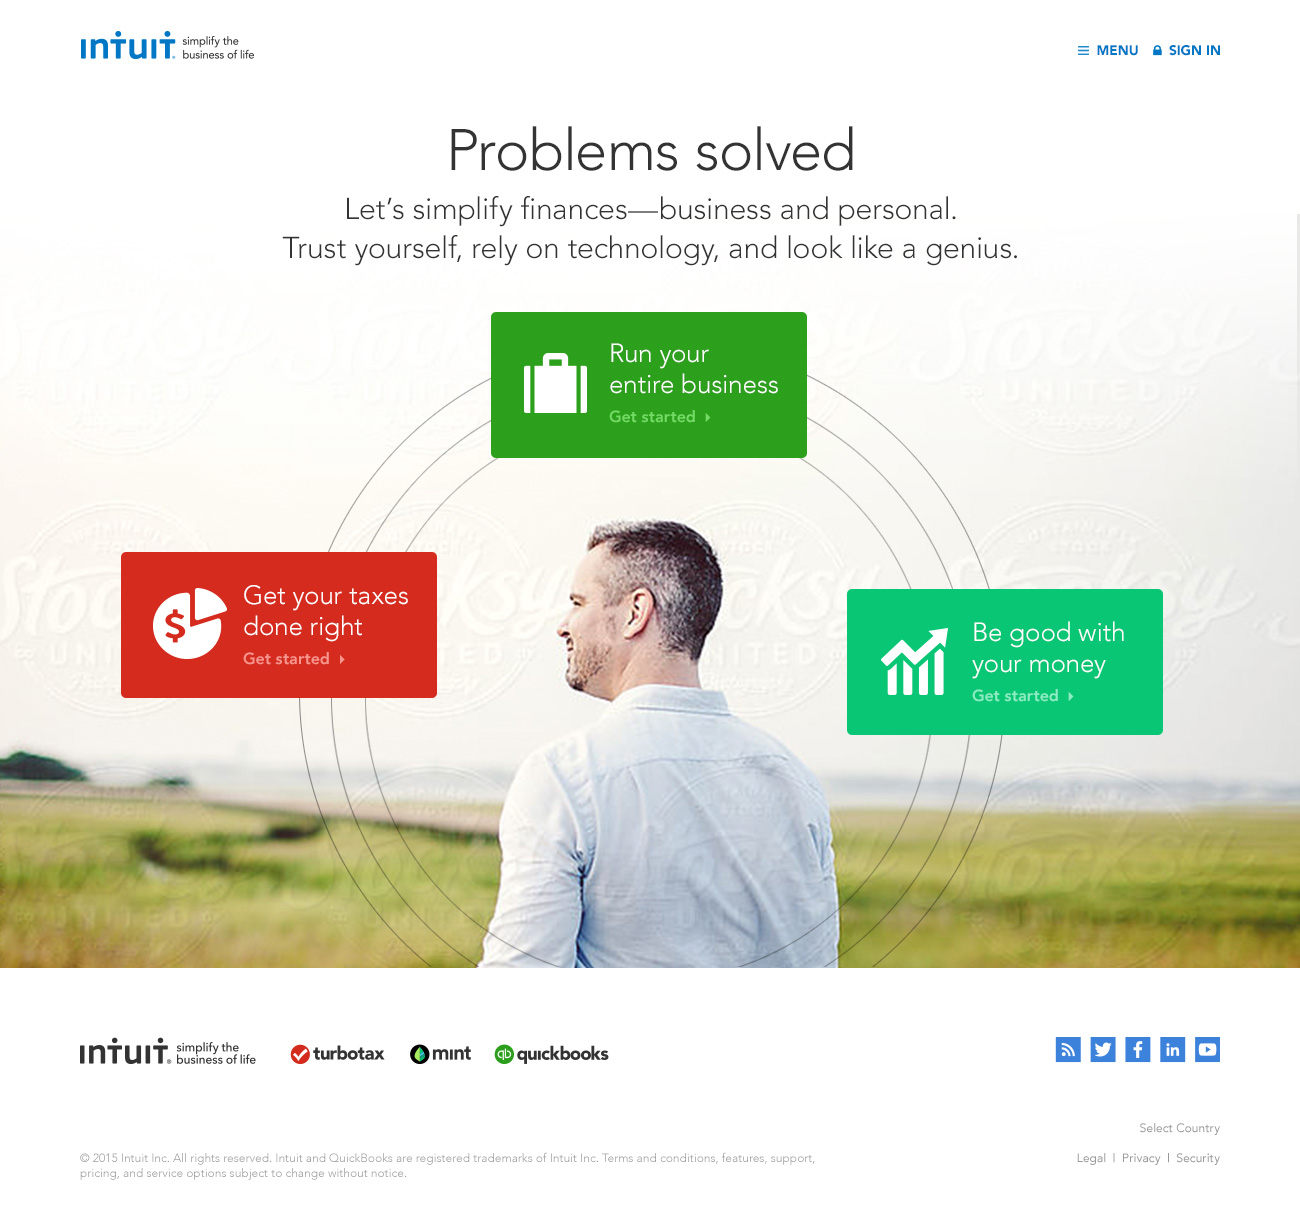 intuit simplify the
business of life
MENU SIGN IN
Problems solved
Let’s simplify finances—business and personal.
Trust yourself, rely on technology, and look like a genius.
Run your
entire business
Get started
Get your taxes
done right
Get started
Be good with
your money
Get started
Stocksy
UNITED
intuit simplify the
business of life
turbotax mint qb quickbooks
f in
Select Country
© 2015 Intuit Inc. All rights reserved. Intuit and QuickBooks are registered trademarks of Intuit Inc. Terms and conditions, features, support,
pricing, and service options subject to change without notice.
Legal | Privacy | Security